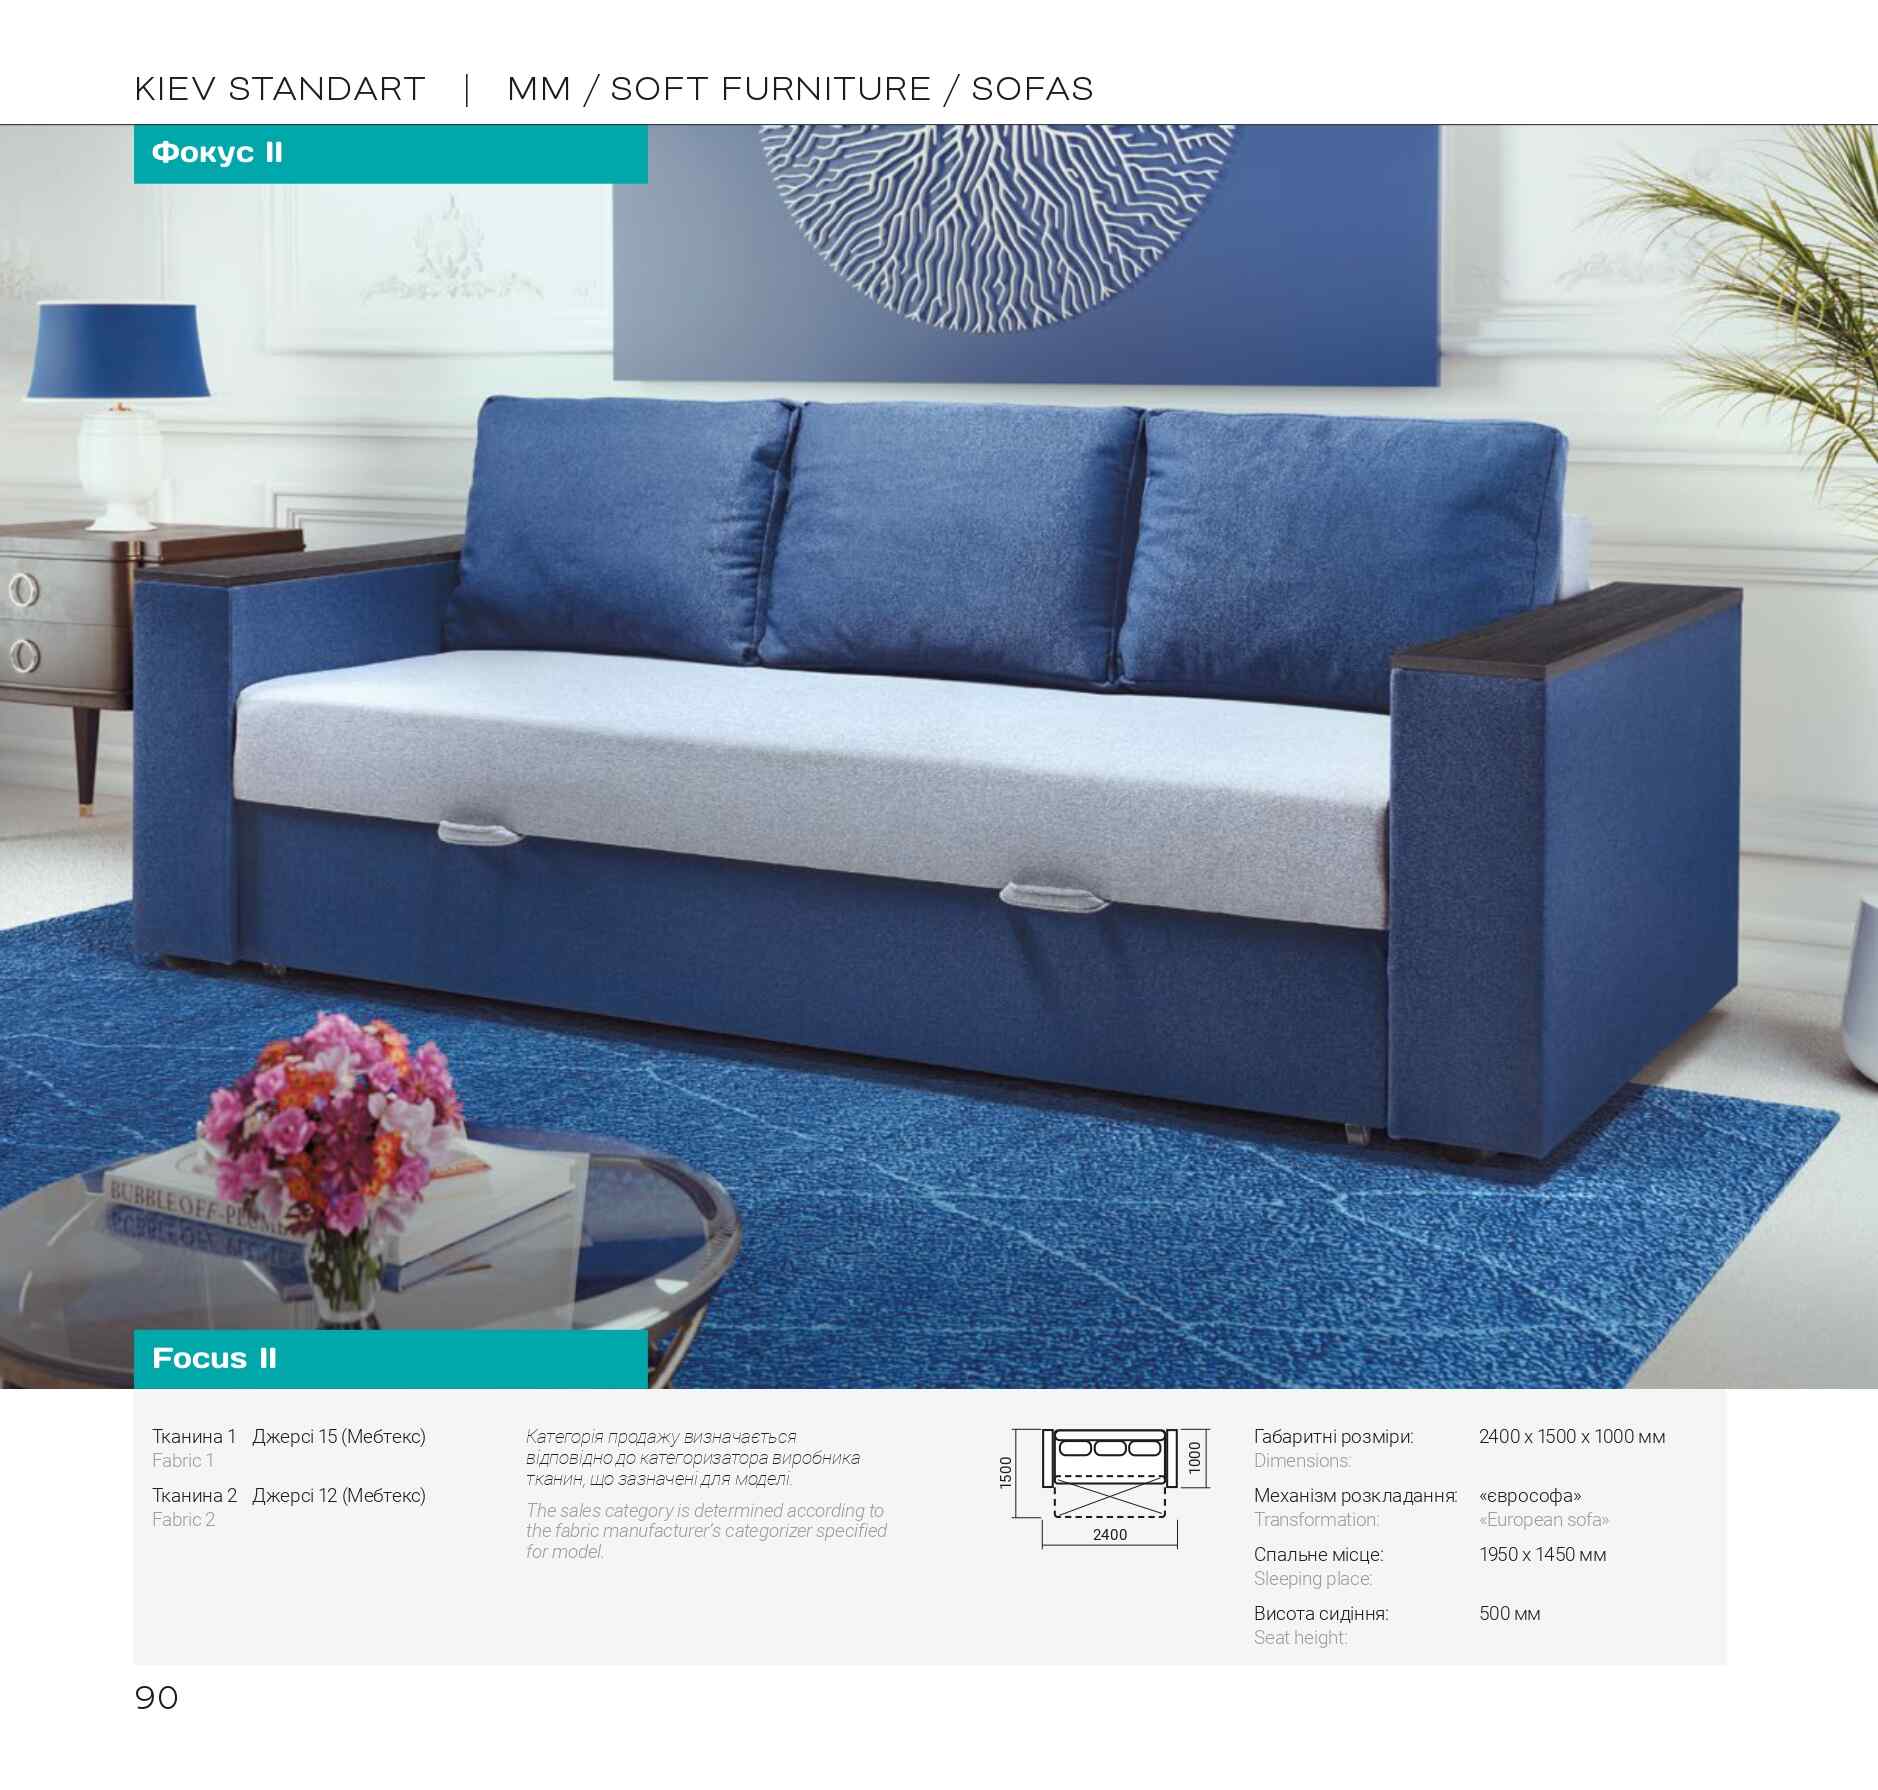 KIEV STANDART | MM / SOFT FURNITURE / SOFAS
Фокус II
BUBBLE OFF-PLUM
Focus II
Тканина 1 Джерсі 15 (Мебтекс)
Fabric 1
Тканина 2 Джерсі 12 (Мебтекс)
Fabric 2
Категорія продажу визначається
відповідно до категоризатора виробника
тканин, що зазначені для моделі.
The sales category is determined according to
the fabric manufacturer's categorizer specified
for model.
1500
1000
2400
Габаритні розміри: 2400 x 1500 x 1000 мм
Dimensions:
Механізм розкладання: «єврософа»
Transformation: «European sofa»
Спальне місце: 1950 x 1450 мм
Sleeping place:
Висота сидіння: 500 мм
Seat height:
90